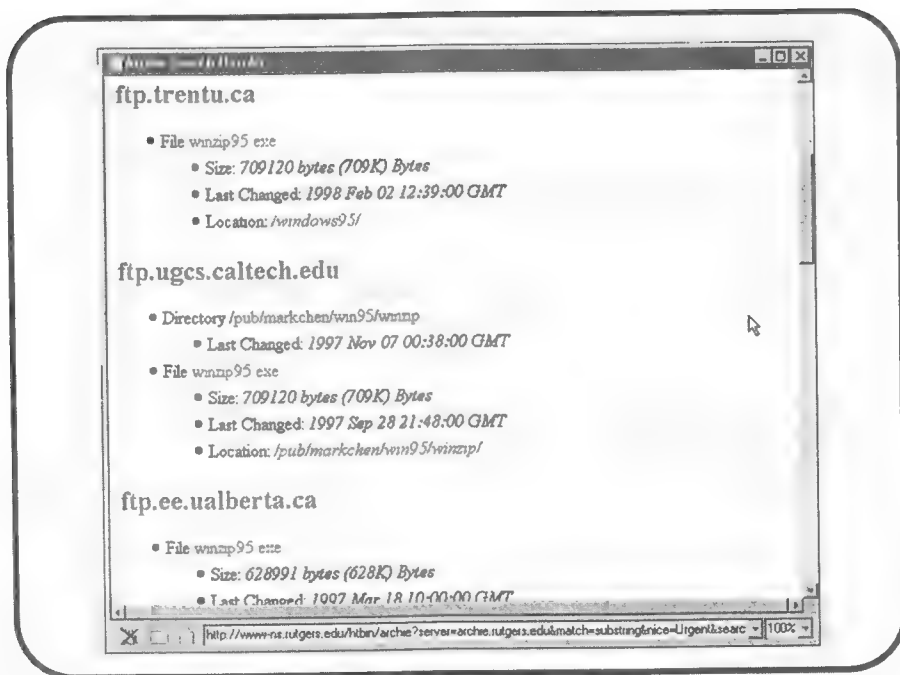 ftp.trentu.ca
File winzip95 exe
Size: 709120 bytes (709K) Bytes
Last Changed: 1998 Feb 02 12:39:00 GMT
Location: /windows95/
ftp.ugcs.caltech.edu
Directory /pub/markchen/win95/winzip
Last Changed: 1997 Nov 07 00:38:00 GMT
File winzip95 exe
Size: 709120 bytes (709K) Bytes
Last Changed: 1997 Sep 28 21:48:00 GMT
Location: /pub/markchen/win95/winzip/
ftp.ee.ualberta.ca
File winzip95 exe
Size: 628991 bytes (628K) Bytes
Last Changed: 1997 Mar 18 10:00:00 GMT
http://www-ns.rutgers.edu/htbin/archie?server=archie.rutgers.edu&match=substring&nice=Urgent&searc
100%